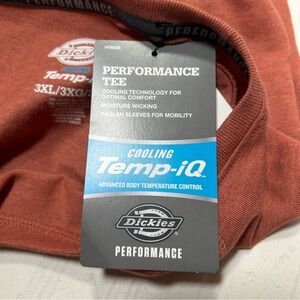 PERFORMANCE
Dickies
Temp-iQ
3XL/3XG/3
PERFORMANCE
TEE
COOLING TECHNOLOGY FOR
OPTIMAL COMFORT
MOISTURE WICKING
RAGLAN SLEEVES FOR MOBILITY
COOLING
Temp-iQ
ADVANCED BODY TEMPERATURE CONTROL
Dickies
PERFORMANCE